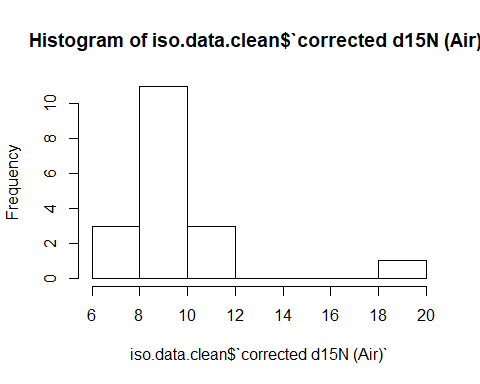 Histogram of iso.data.clean$`corrected d15N (Air)
Frequency
10
8
6
4
2
0
6 8 10 12 14 16 18 20
iso.data.clean$`corrected d15N (Air)`